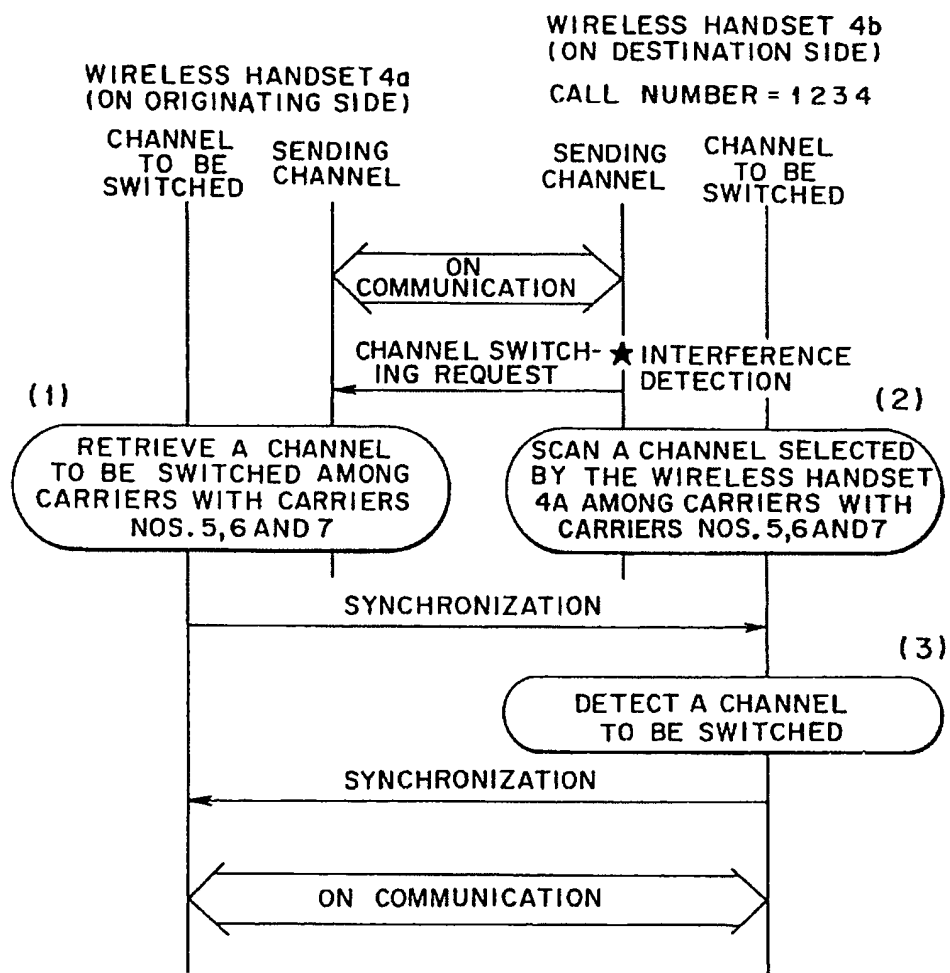 WIRELESS HANDSET 4b
(ON DESTINATION SIDE)
WIRELESS HANDSET 4a
(ON ORIGINATING SIDE)
CALL NUMBER = 1234
CHANNEL
TO BE
SWITCHED
SENDING
CHANNEL
SENDING
CHANNEL
CHANNEL
TO BE
SWITCHED
ON
COMMUNICATION
CHANNEL SWITCH-
ING REQUEST
★ INTERFERENCE
DETECTION
(1)
(2)
RETRIEVE A CHANNEL
TO BE SWITCHED AMONG
CARRIERS WITH CARRIERS
NOS. 5, 6 AND 7
SCAN A CHANNEL SELECTED
BY THE WIRELESS HANDSET
4A AMONG CARRIERS WITH
CARRIERS NOS. 5, 6 AND 7
SYNCHRONIZATION
(3)
DETECT A CHANNEL
TO BE SWITCHED
SYNCHRONIZATION
ON COMMUNICATION